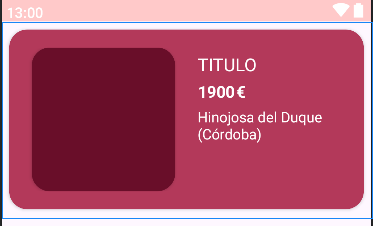 13:00
TITULO
1900€
Hinojosa del Duque
(Córdoba)